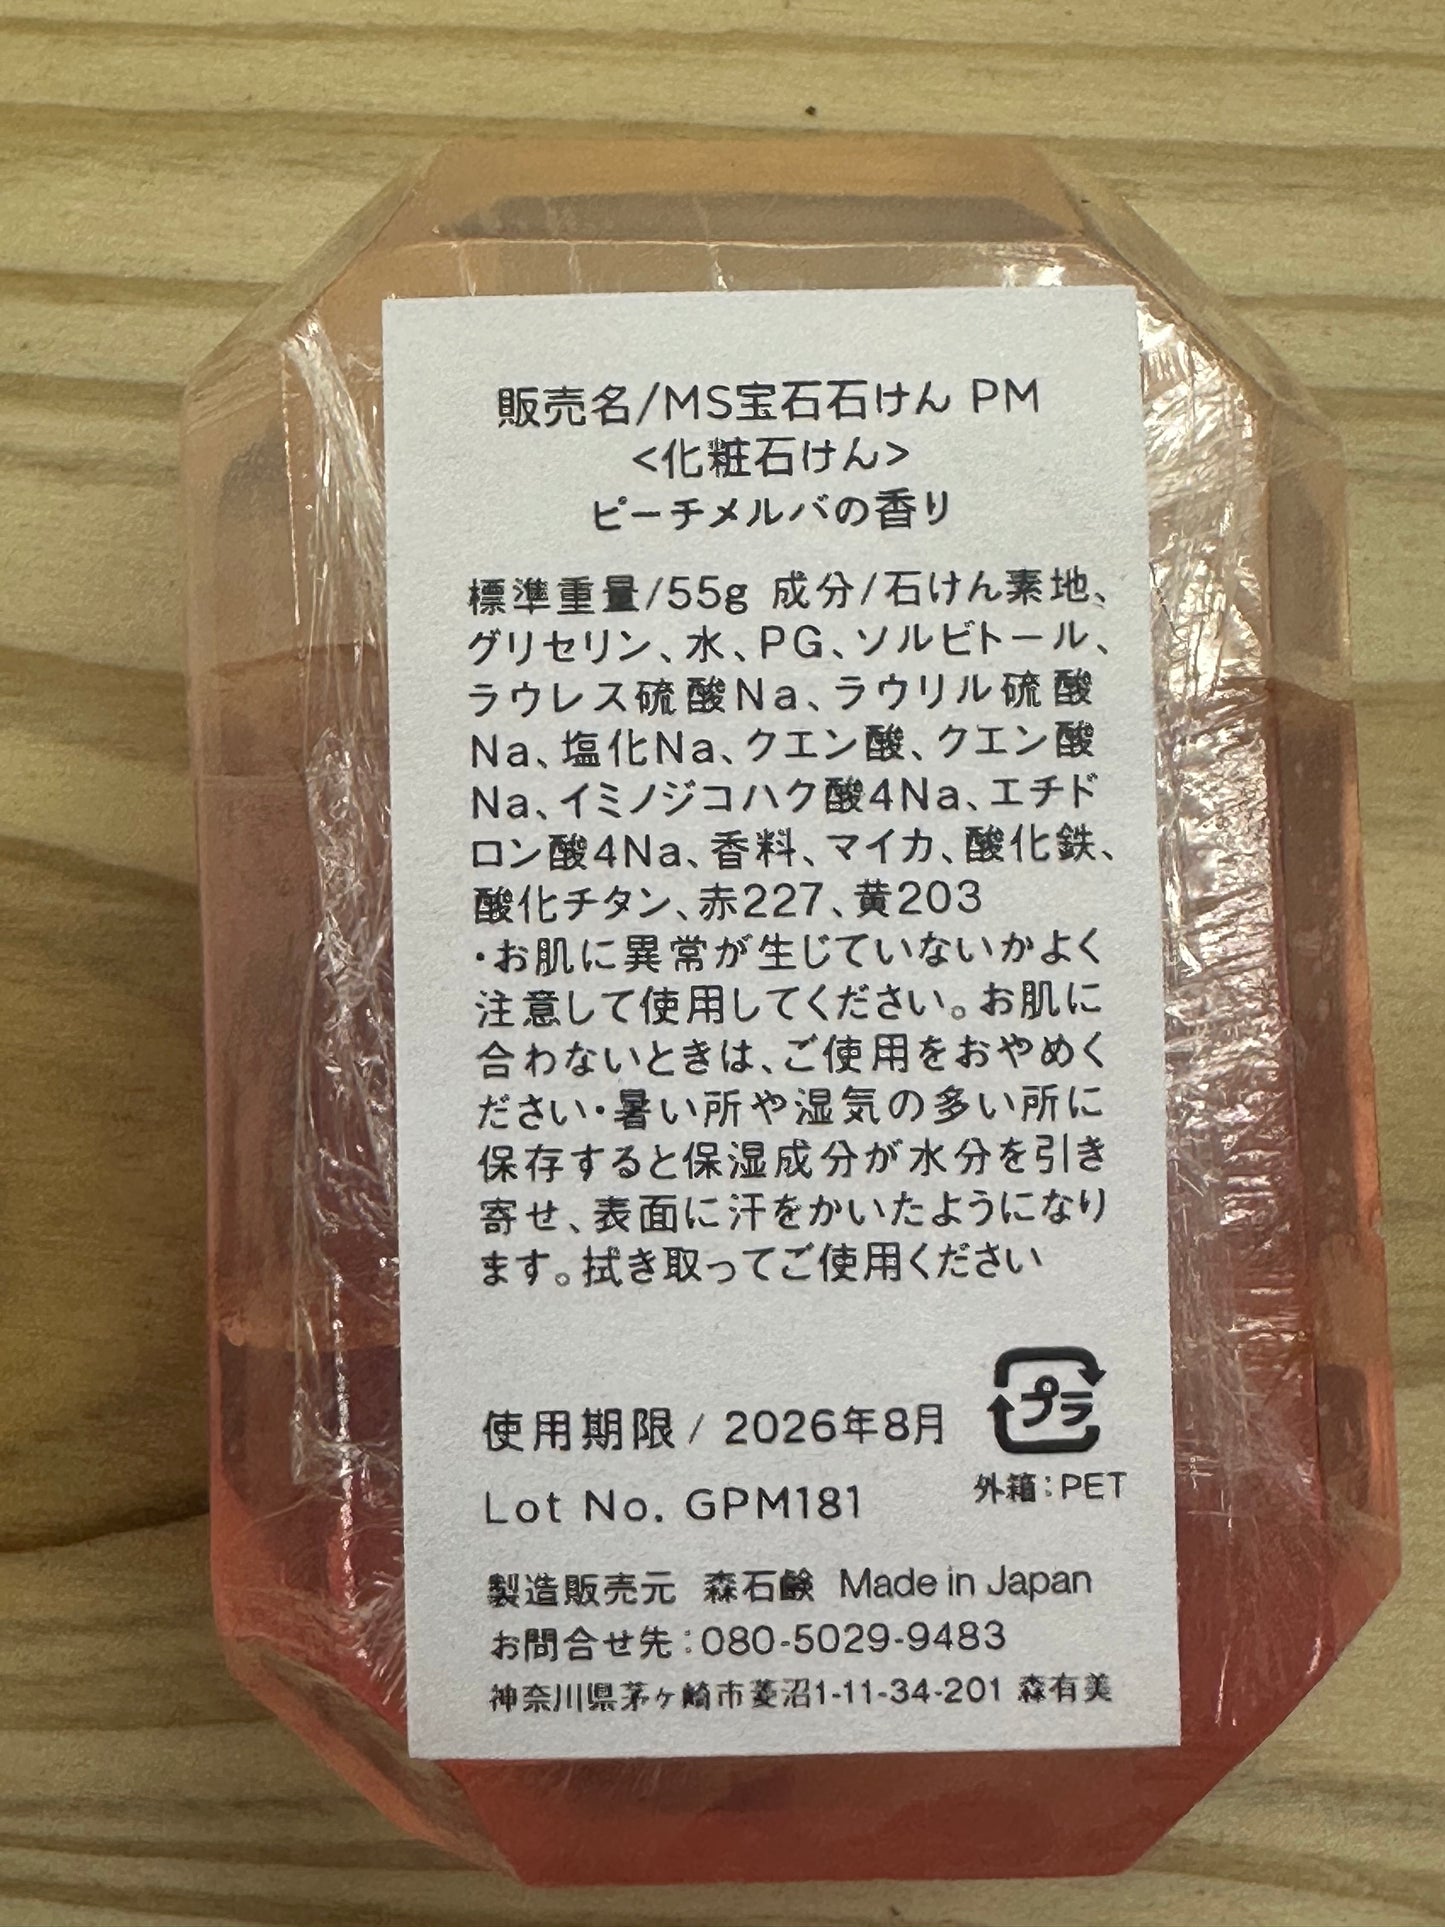 販売名/MS宝石石けん PM
<化粧石けん>
ピーチメルバの香り
標準重量/55g 成分/石けん素地、
グリセリン、水、PG、ソルビトール、
ラウレス硫酸Na、ラウリル硫酸
Na、塩化Na、クエン酸、クエン酸
Na、イミノジコハク酸4Na、エチド
ロン酸4Na、香料、マイカ、酸化鉄、
酸化チタン、赤227、黄203
・お肌に異常が生じていないかよく
注意して使用してください。お肌に
合わないときは、ご使用をおやめく
ださい・暑い所や湿気の多い所に
保存すると保湿成分が水分を引き
寄せ、表面に汗をかいたようになり
ます。拭き取ってご使用ください
使用期限/ 2026年8月
プラ
外箱:PET
Lot No. GPM181
製造販売元 森石鹸 Made in Japan
お問合せ先:080-5029-9483
神奈川県茅ヶ崎市菱沼1-11-34-201 森有美